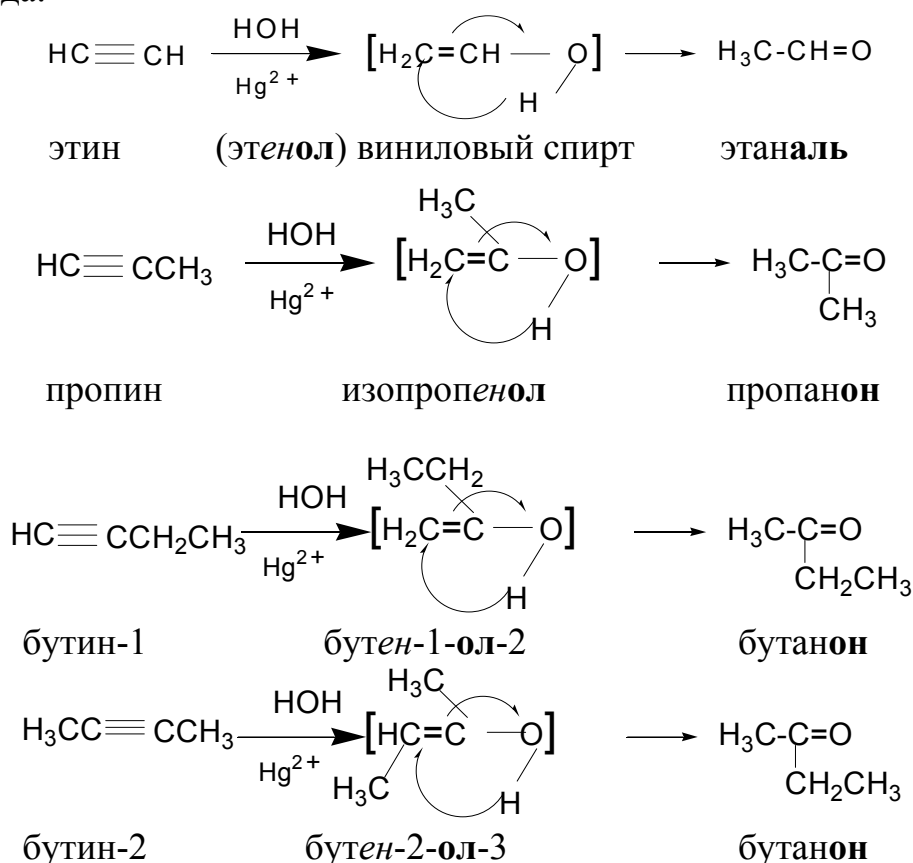 HC≡CH HOH Hg²⁺ [H₂C=CH—O] H H₃C-CH=O
этин (этенол) виниловый спирт этаналь
HC≡CCH₃ HOH Hg²⁺ H₃C [H₂C=C—O] H H₃C-C=O CH₃
пропин изопропенол пропанон
HC≡CCH₂CH₃ HOH Hg²⁺ H₃CCH₂ [H₂C=C—O] H H₃C-C=O CH₂CH₃
бутин-1 бутен-1-ол-2 бутанон
H₃CC≡CCH₃ HOH Hg²⁺ H₃C [HC=C—O] H₃C H H₃C-C=O CH₂CH₃
бутин-2 бутен-2-ол-3 бутанон